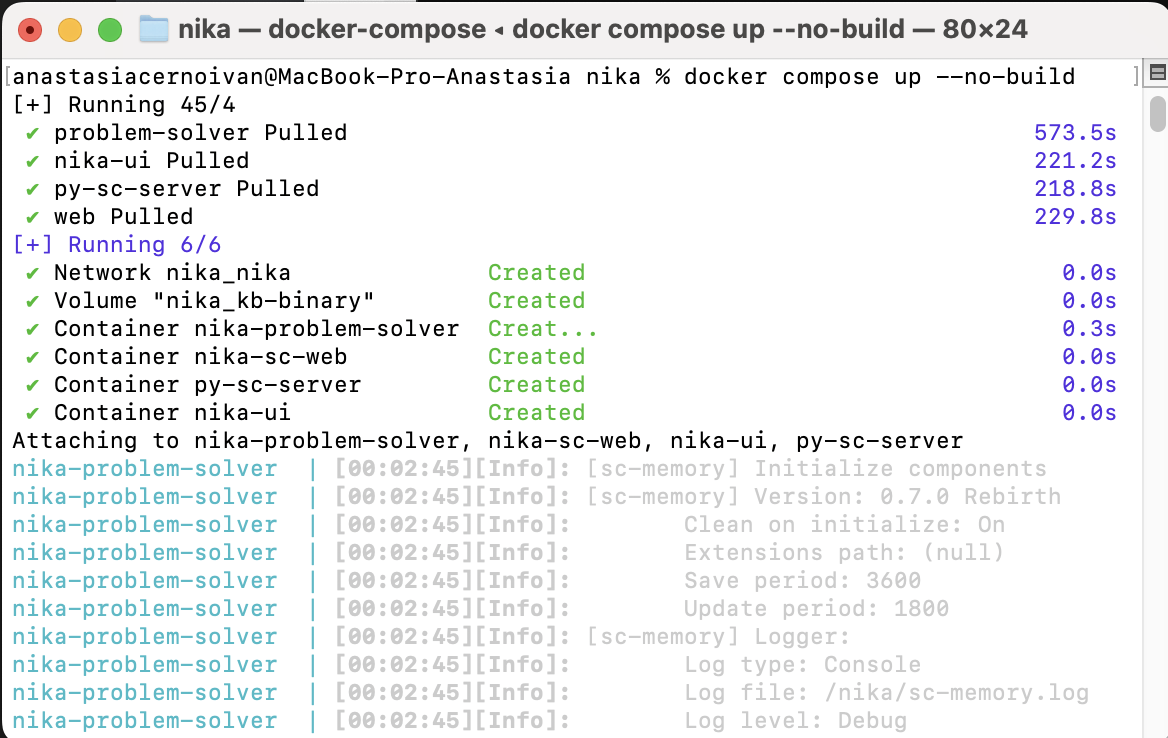 nika — docker-compose ◂ docker compose up --no-build — 80×24
[anastasiacernoivan@MacBook-Pro-Anastasia nika % docker compose up --no-build ]
[+] Running 45/4
✔ problem-solver Pulled 573.5s
✔ nika-ui Pulled 221.2s
✔ py-sc-server Pulled 218.8s
✔ web Pulled 229.8s
[+] Running 6/6
✔ Network nika_nika Created 0.0s
✔ Volume "nika_kb-binary" Created 0.0s
✔ Container nika-problem-solver Creat... 0.3s
✔ Container nika-sc-web Created 0.0s
✔ Container py-sc-server Created 0.0s
✔ Container nika-ui Created 0.0s
Attaching to nika-problem-solver, nika-sc-web, nika-ui, py-sc-server
nika-problem-solver | [00:02:45][Info]: [sc-memory] Initialize components
nika-problem-solver | [00:02:45][Info]: [sc-memory] Version: 0.7.0 Rebirth
nika-problem-solver | [00:02:45][Info]: Clean on initialize: On
nika-problem-solver | [00:02:45][Info]: Extensions path: (null)
nika-problem-solver | [00:02:45][Info]: Save period: 3600
nika-problem-solver | [00:02:45][Info]: Update period: 1800
nika-problem-solver | [00:02:45][Info]: [sc-memory] Logger:
nika-problem-solver | [00:02:45][Info]: Log type: Console
nika-problem-solver | [00:02:45][Info]: Log file: /nika/sc-memory.log
nika-problem-solver | [00:02:45][Info]: Log level: Debug